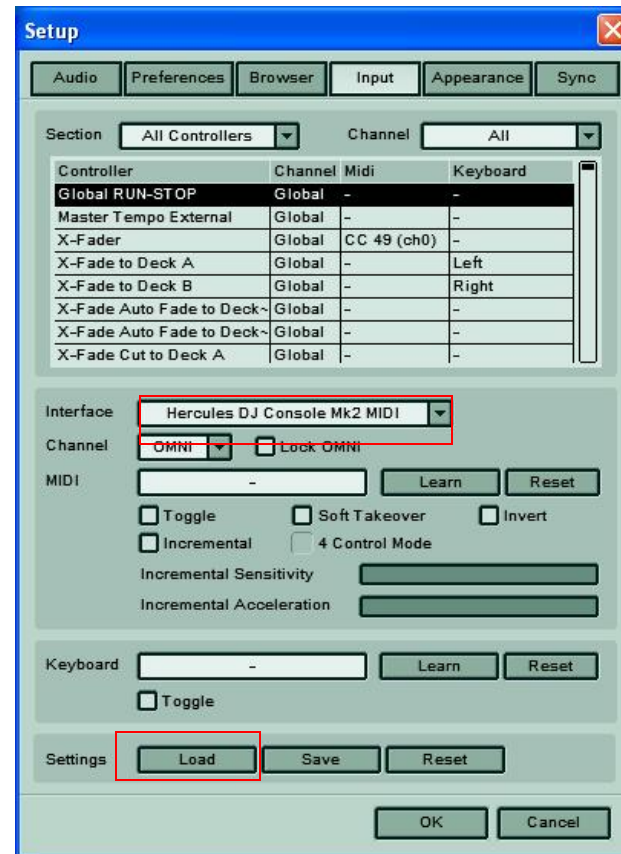 Setup
Audio Preferences Browser Input Appearance Sync
Section All Controllers Channel All
Controller Channel Midi Keyboard
Global RUN-STOP Global - -
Master Tempo External Global - -
X-Fader Global CC 49 (ch0) -
X-Fade to Deck A Global - Left
X-Fade to Deck B Global - Right
X-Fade Auto Fade to Deck~ Global - -
X-Fade Auto Fade to Deck~ Global - -
X-Fade Cut to Deck A Global - -
Interface Hercules DJ Console Mk2 MIDI
Channel OMNI Lock OMNI
MIDI - Learn Reset
Toggle Soft Takeover Invert
Incremental 4 Control Mode
Incremental Sensitivity
Incremental Acceleration
Keyboard - Learn Reset
Toggle
Settings Load Save Reset
OK Cancel